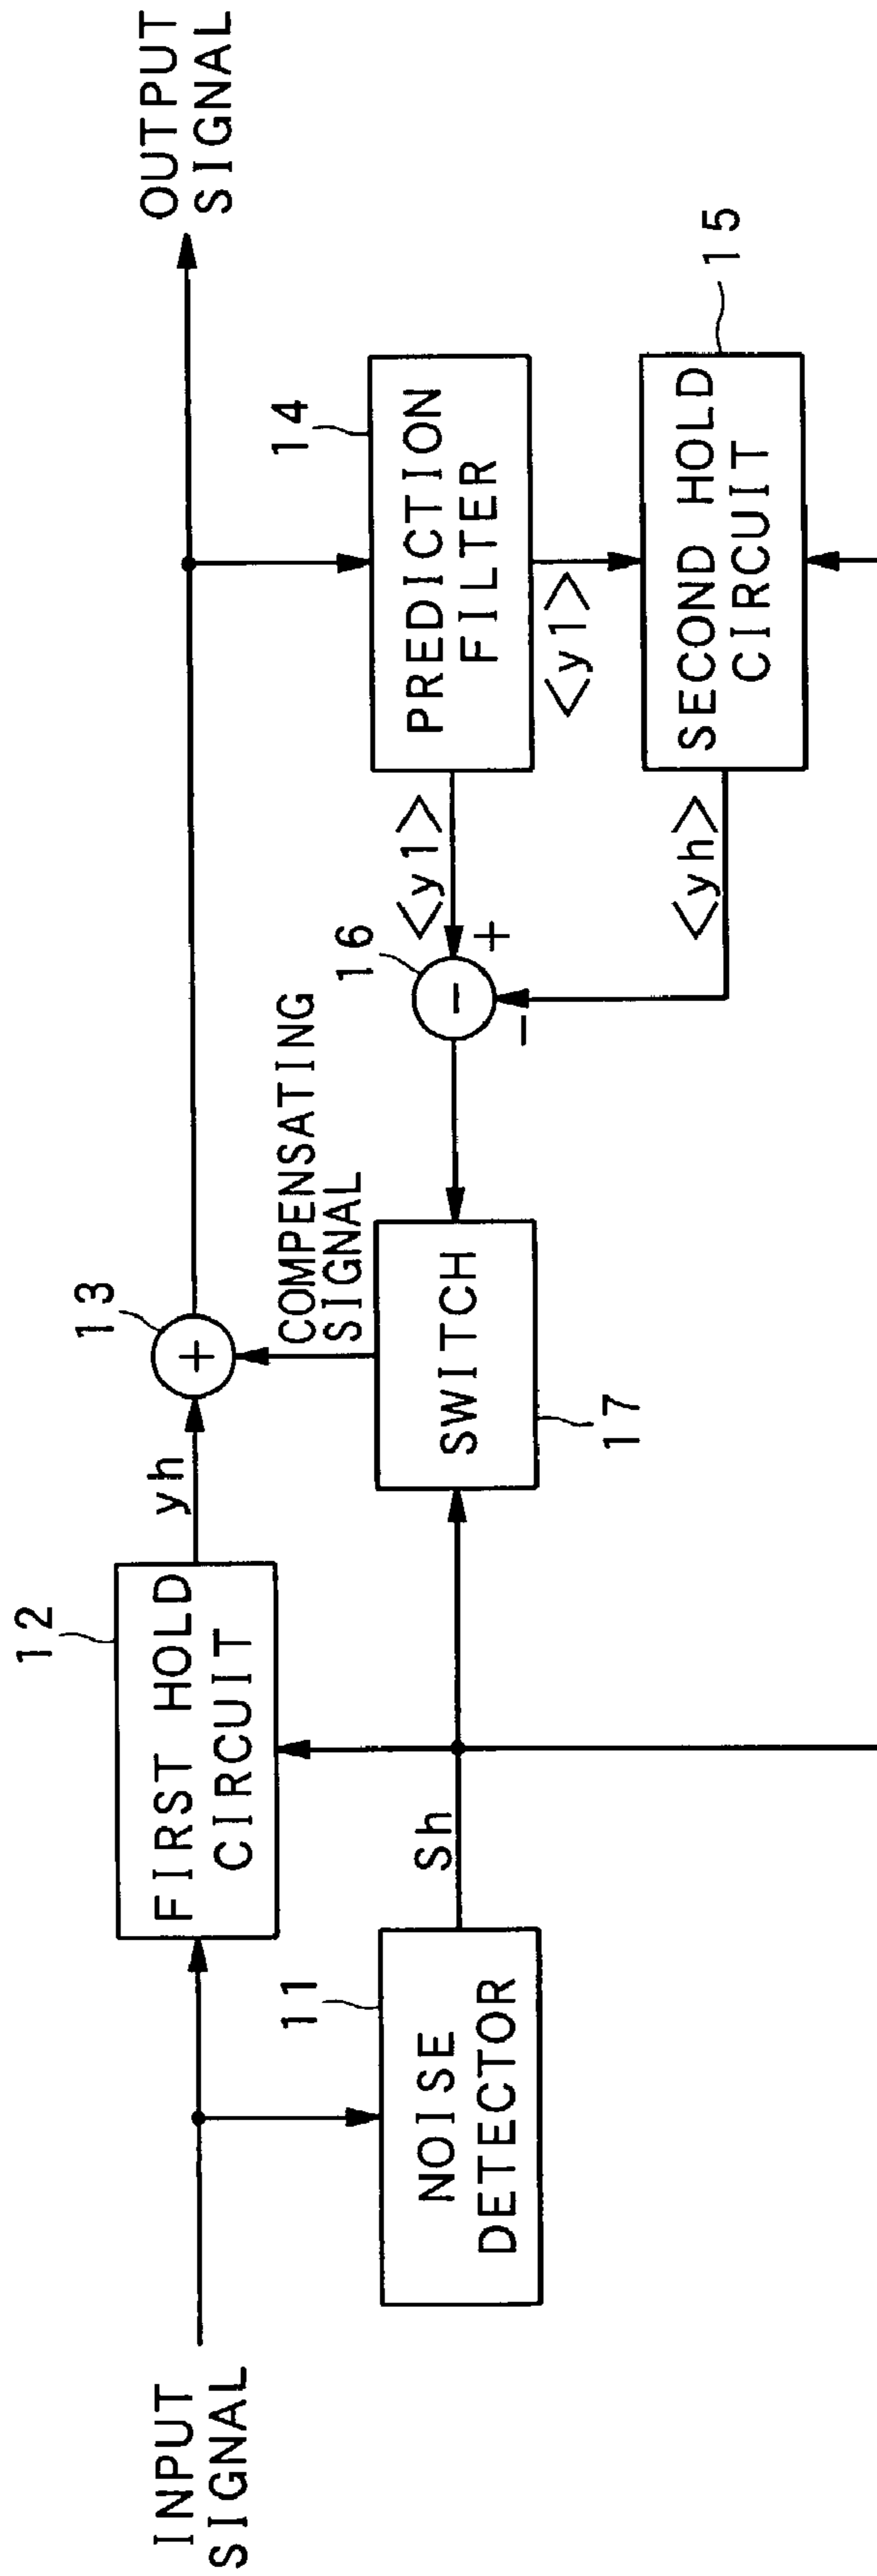 INPUT
SIGNAL
11
NOISE
DETECTOR
Sh
12
FIRST HOLD
CIRCUIT
yh
13
+
COMPENSATING
SIGNAL
SWITCH
17
16
-
+
-
<y1>
<yh>
14
PREDICTION
FILTER
<y1>
SECOND HOLD
CIRCUIT
15
OUTPUT
SIGNAL